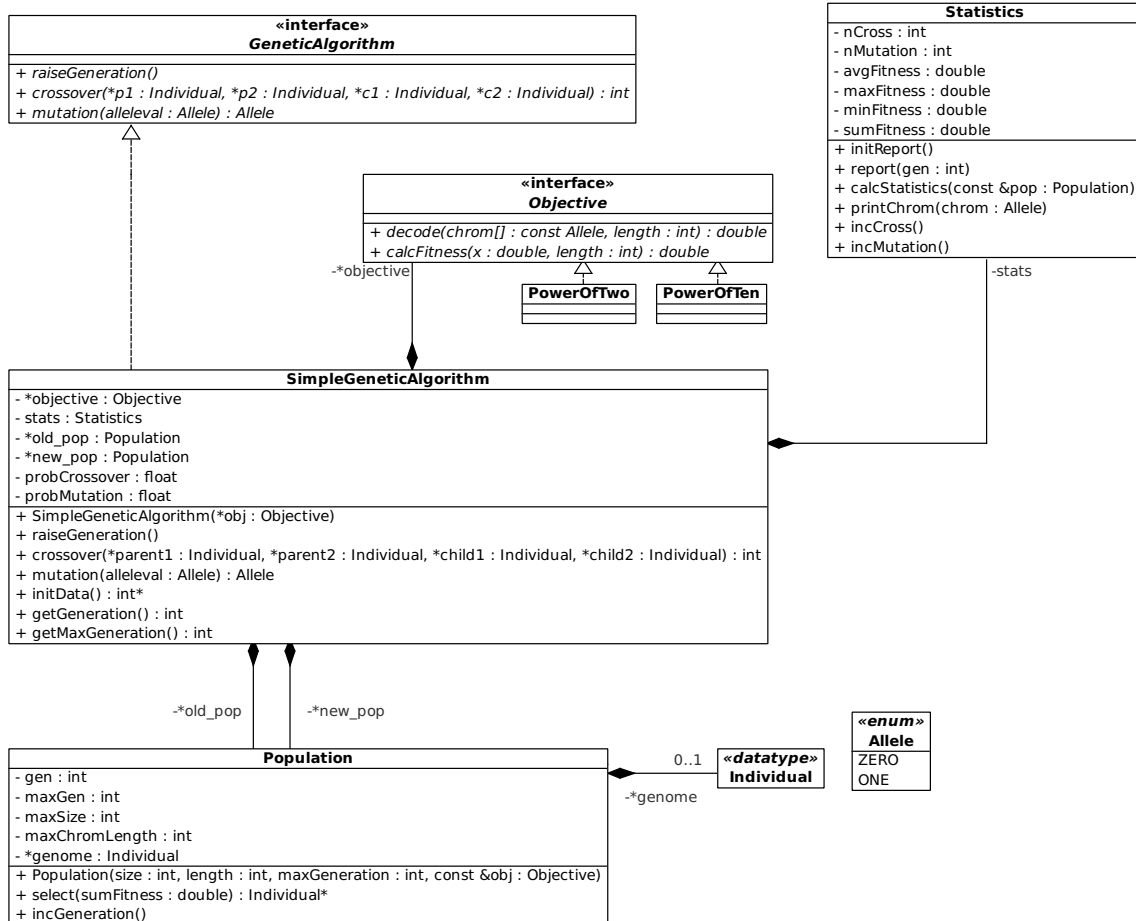 «interface»
GeneticAlgorithm
+ raiseGeneration()
+ crossover(*p1 : Individual, *p2 : Individual, *c1 : Individual, *c2 : Individual) : int
+ mutation(alleleval : Allele) : Allele
Statistics
- nCross : int
- nMutation : int
- avgFitness : double
- maxFitness : double
- minFitness : double
- sumFitness : double
+ initReport()
+ report(gen : int)
+ calcStatistics(const &pop : Population)
+ printChrom(chrom : Allele)
+ incCross()
+ incMutation()
«interface»
Objective
+ decode(chrom[] : const Allele, length : int) : double
+ calcFitness(x : double, length : int) : double
-*objective
-stats
PowerOfTwo
PowerOfTen
SimpleGeneticAlgorithm
- *objective : Objective
- stats : Statistics
- *old_pop : Population
- *new_pop : Population
- probCrossover : float
- probMutation : float
+ SimpleGeneticAlgorithm(*obj : Objective)
+ raiseGeneration()
+ crossover(*parent1 : Individual, *parent2 : Individual, *child1 : Individual, *child2 : Individual) : int
+ mutation(alleleval : Allele) : Allele
+ initData() : int*
+ getGeneration() : int
+ getMaxGeneration() : int
-*old_pop
-*new_pop
Population
- gen : int
- maxGen : int
- maxSize : int
- maxChromLength : int
- *genome : Individual
+ Population(size : int, length : int, maxGeneration : int, const &obj : Objective)
+ select(sumFitness : double) : Individual*
+ incGeneration()
0..1
-*genome
«datatype»
Individual
«enum»
Allele
ZERO
ONE